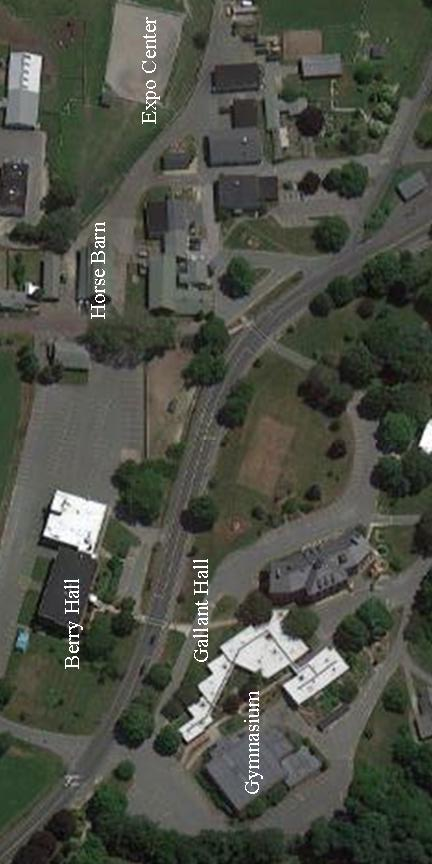 Expo Center
Horse Barn
Gallant Hall
Berry Hall
Gymnasium